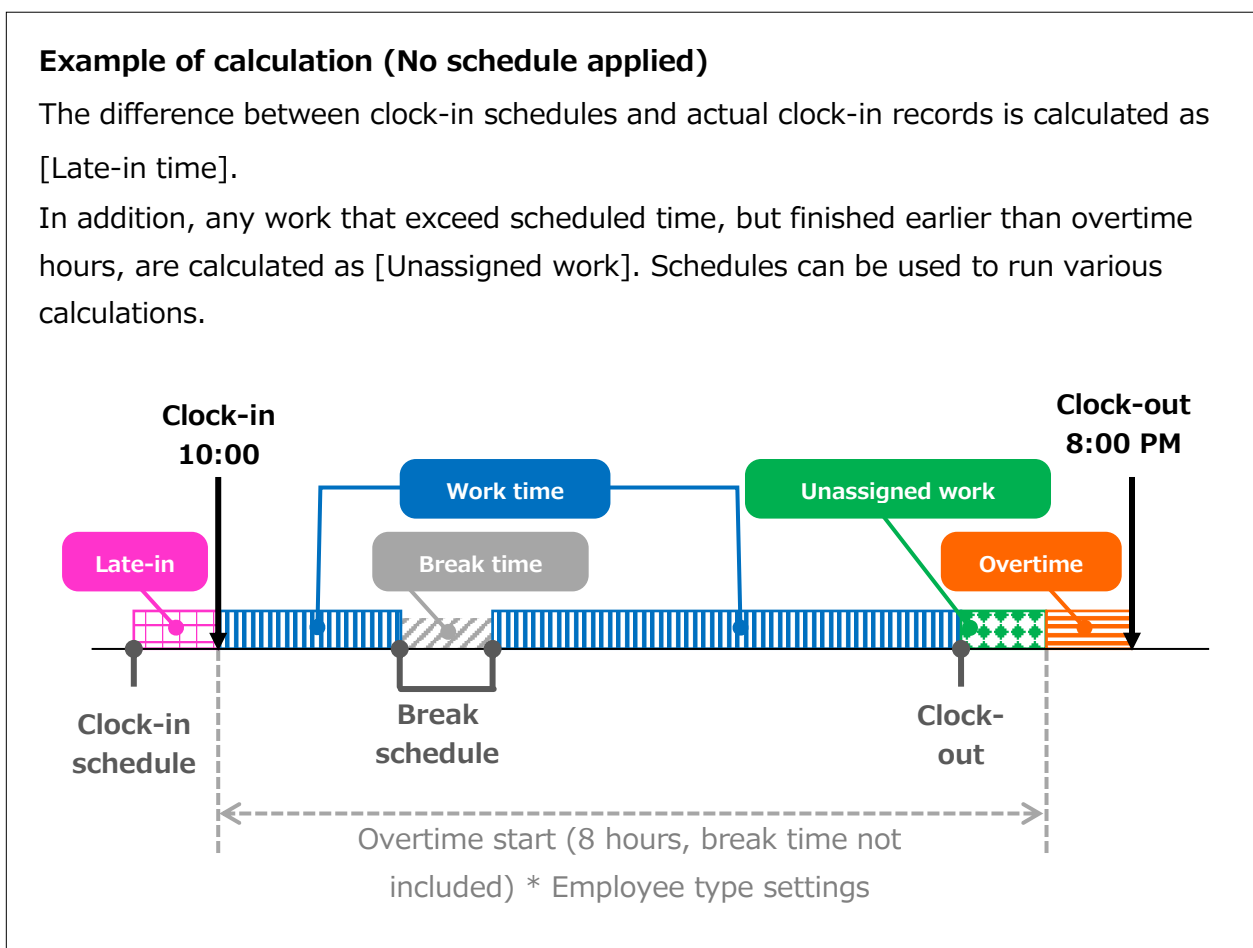 Example of calculation (No schedule applied)
The difference between clock-in schedules and actual clock-in records is calculated as
[Late-in time].
In addition, any work that exceed scheduled time, but finished earlier than overtime
hours, are calculated as [Unassigned work]. Schedules can be used to run various
calculations.
Clock-in
10:00
Clock-out
8:00 PM
Work time
Unassigned work
Late-in
Break time
Overtime
Clock-in
schedule
Break
schedule
Clock-
out
Overtime start (8 hours, break time not
included) * Employee type settings